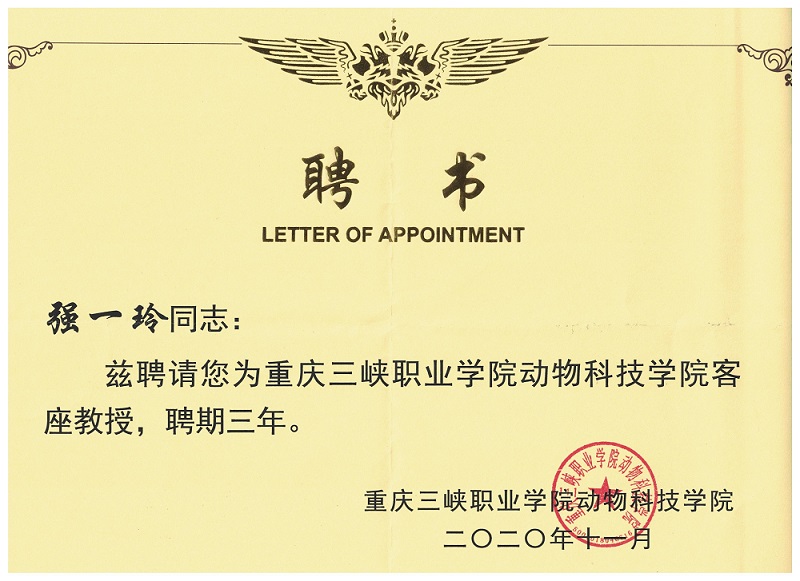 聘 书
LETTER OF APPOINTMENT
强一玲同志：
兹聘请您为重庆三峡职业学院动物科技学院客
座教授，聘期三年。
重庆三峡职业学院动物科技学院
二〇二〇年十一月